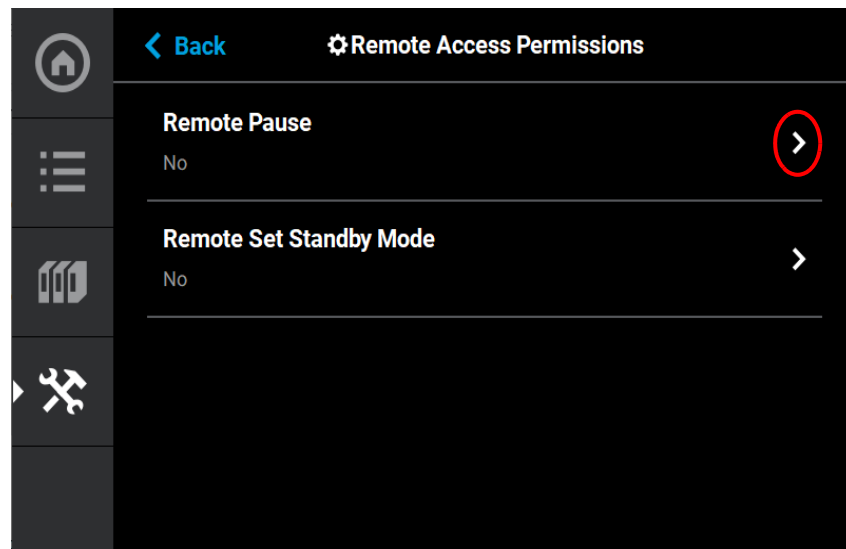 Back
Remote Access Permissions
Remote Pause
No
Remote Set Standby Mode
No